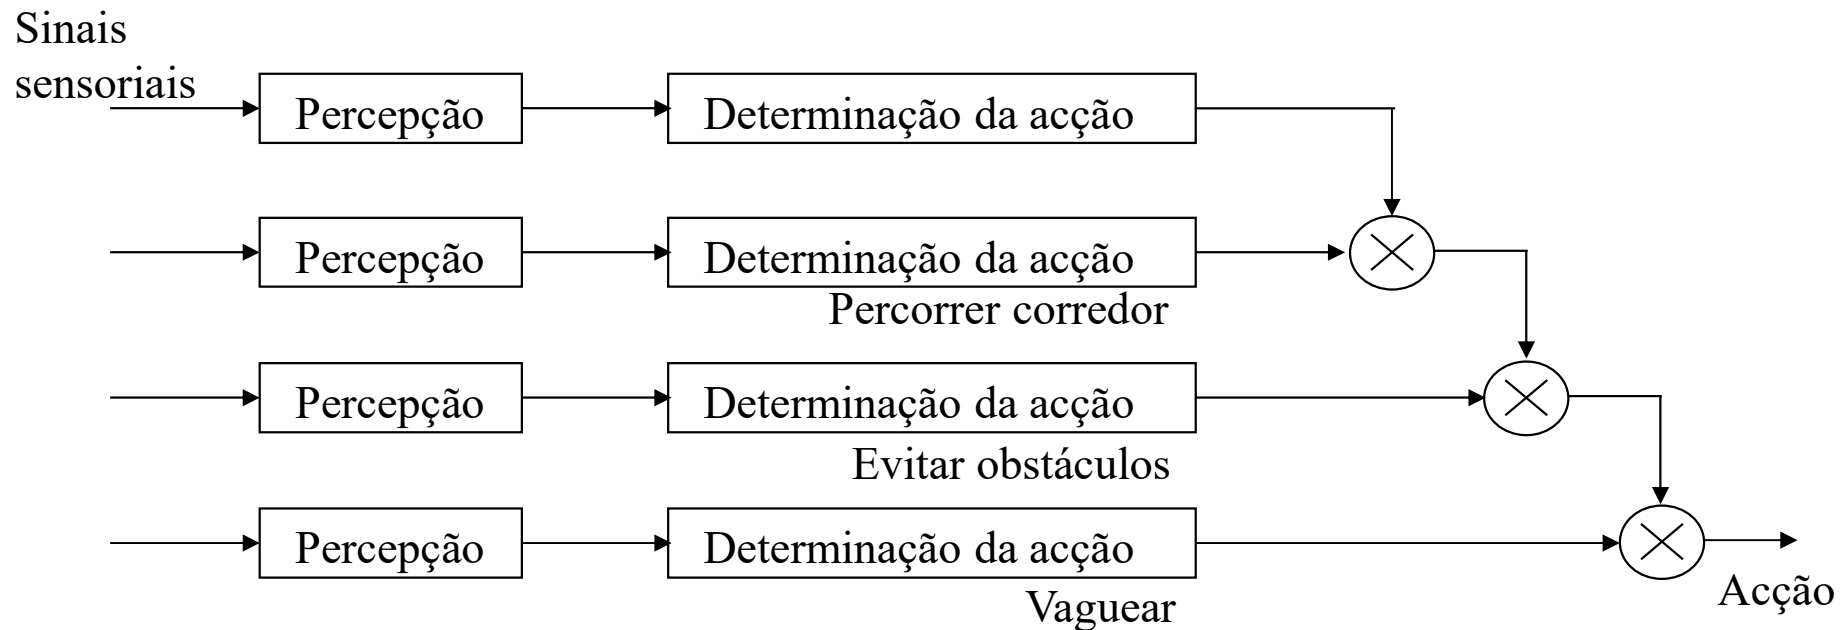 Sinais
sensoriais
Percepção
Determinação da acção
Percepção
Determinação da acção
Percorrer corredor
Percepção
Determinação da acção
Evitar obstáculos
Percepção
Determinação da acção
Vaguear
Acção